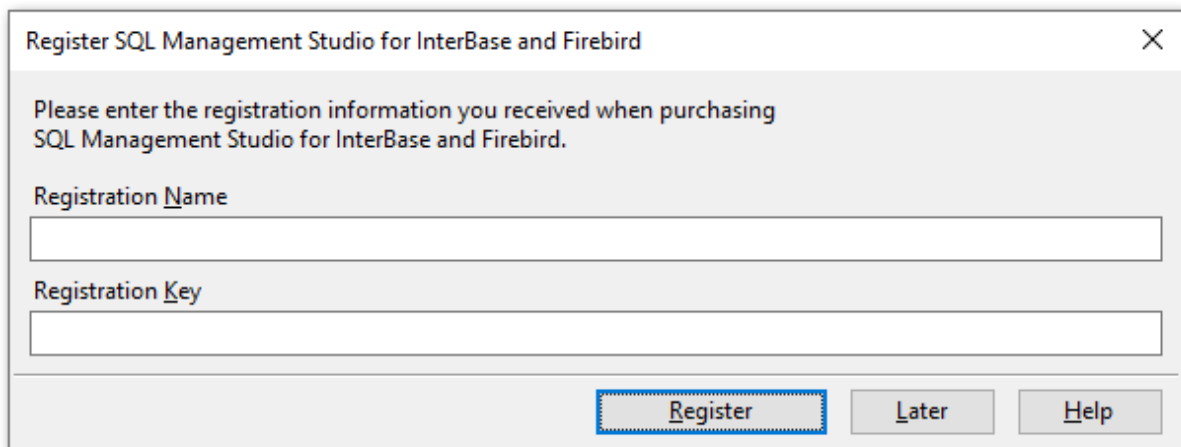 Register SQL Management Studio for InterBase and Firebird
Please enter the registration information you received when purchasing
SQL Management Studio for InterBase and Firebird.
Registration Name
Registration Key
Register Later Help